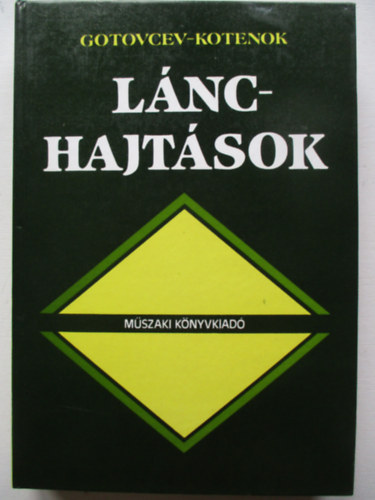 GOTOVCEV-KOTENOK
LÁNC-
HAJTÁSOK
MŰSZAKI KÖNYVKIADÓ